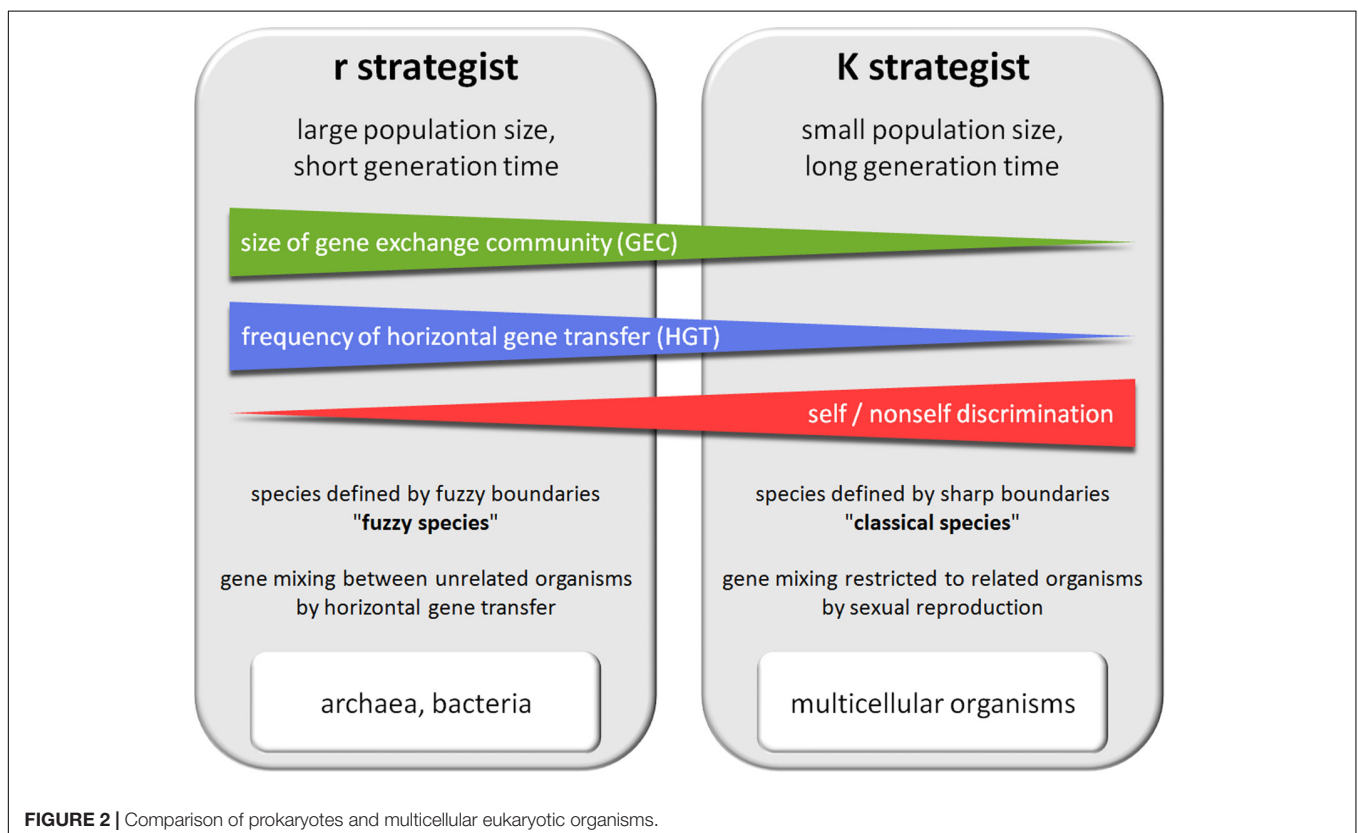 r strategist
large population size,
short generation time
K strategist
small population size,
long generation time
size of gene exchange community (GEC)
frequency of horizontal gene transfer (HGT)
self / nonself discrimination
species defined by fuzzy boundaries
"fuzzy species"
gene mixing between unrelated organisms
by horizontal gene transfer
archaea, bacteria
species defined by sharp boundaries
"classical species"
gene mixing restricted to related organisms
by sexual reproduction
multicellular organisms
FIGURE 2 | Comparison of prokaryotes and multicellular eukaryotic organisms.